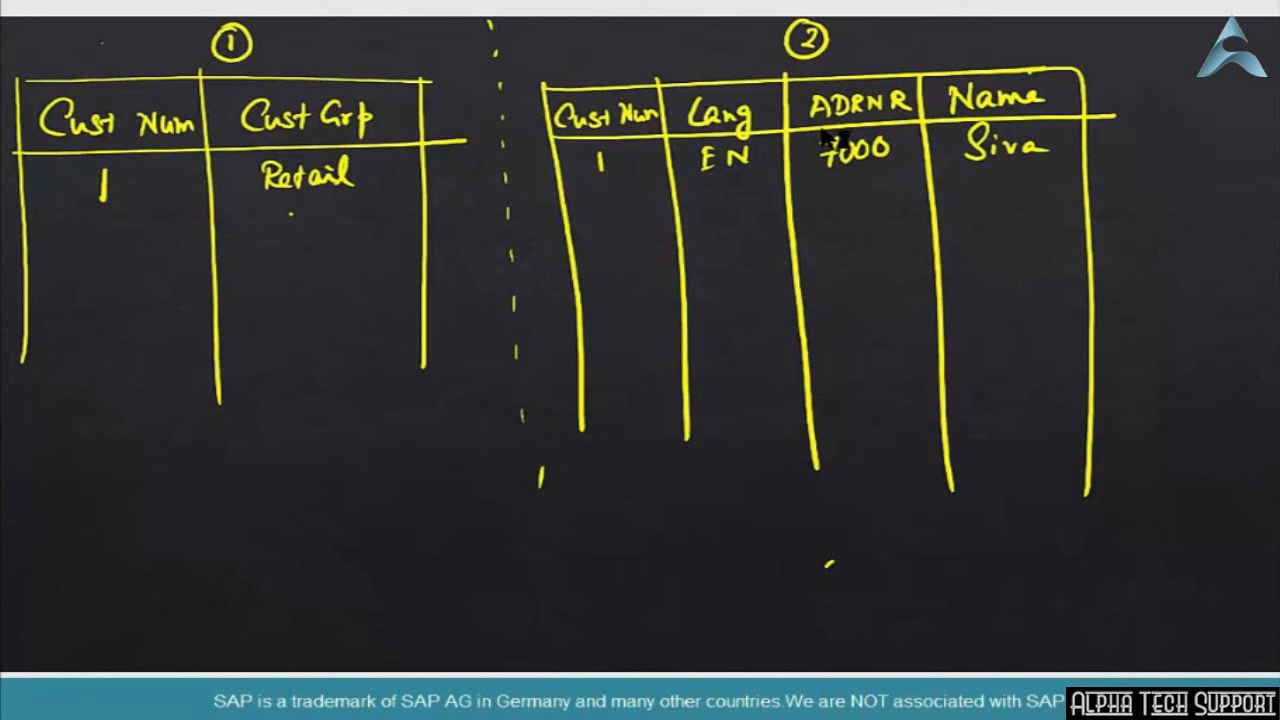 1
Cust Num Cust Grp
1 Retail
2
Cust Num Lang ADRNR Name
1 EN 7000 Siva
SAP is a trademark of SAP AG in Germany and many other countries.We are NOT associated with SAP
ALPHA TECH SUPPORT